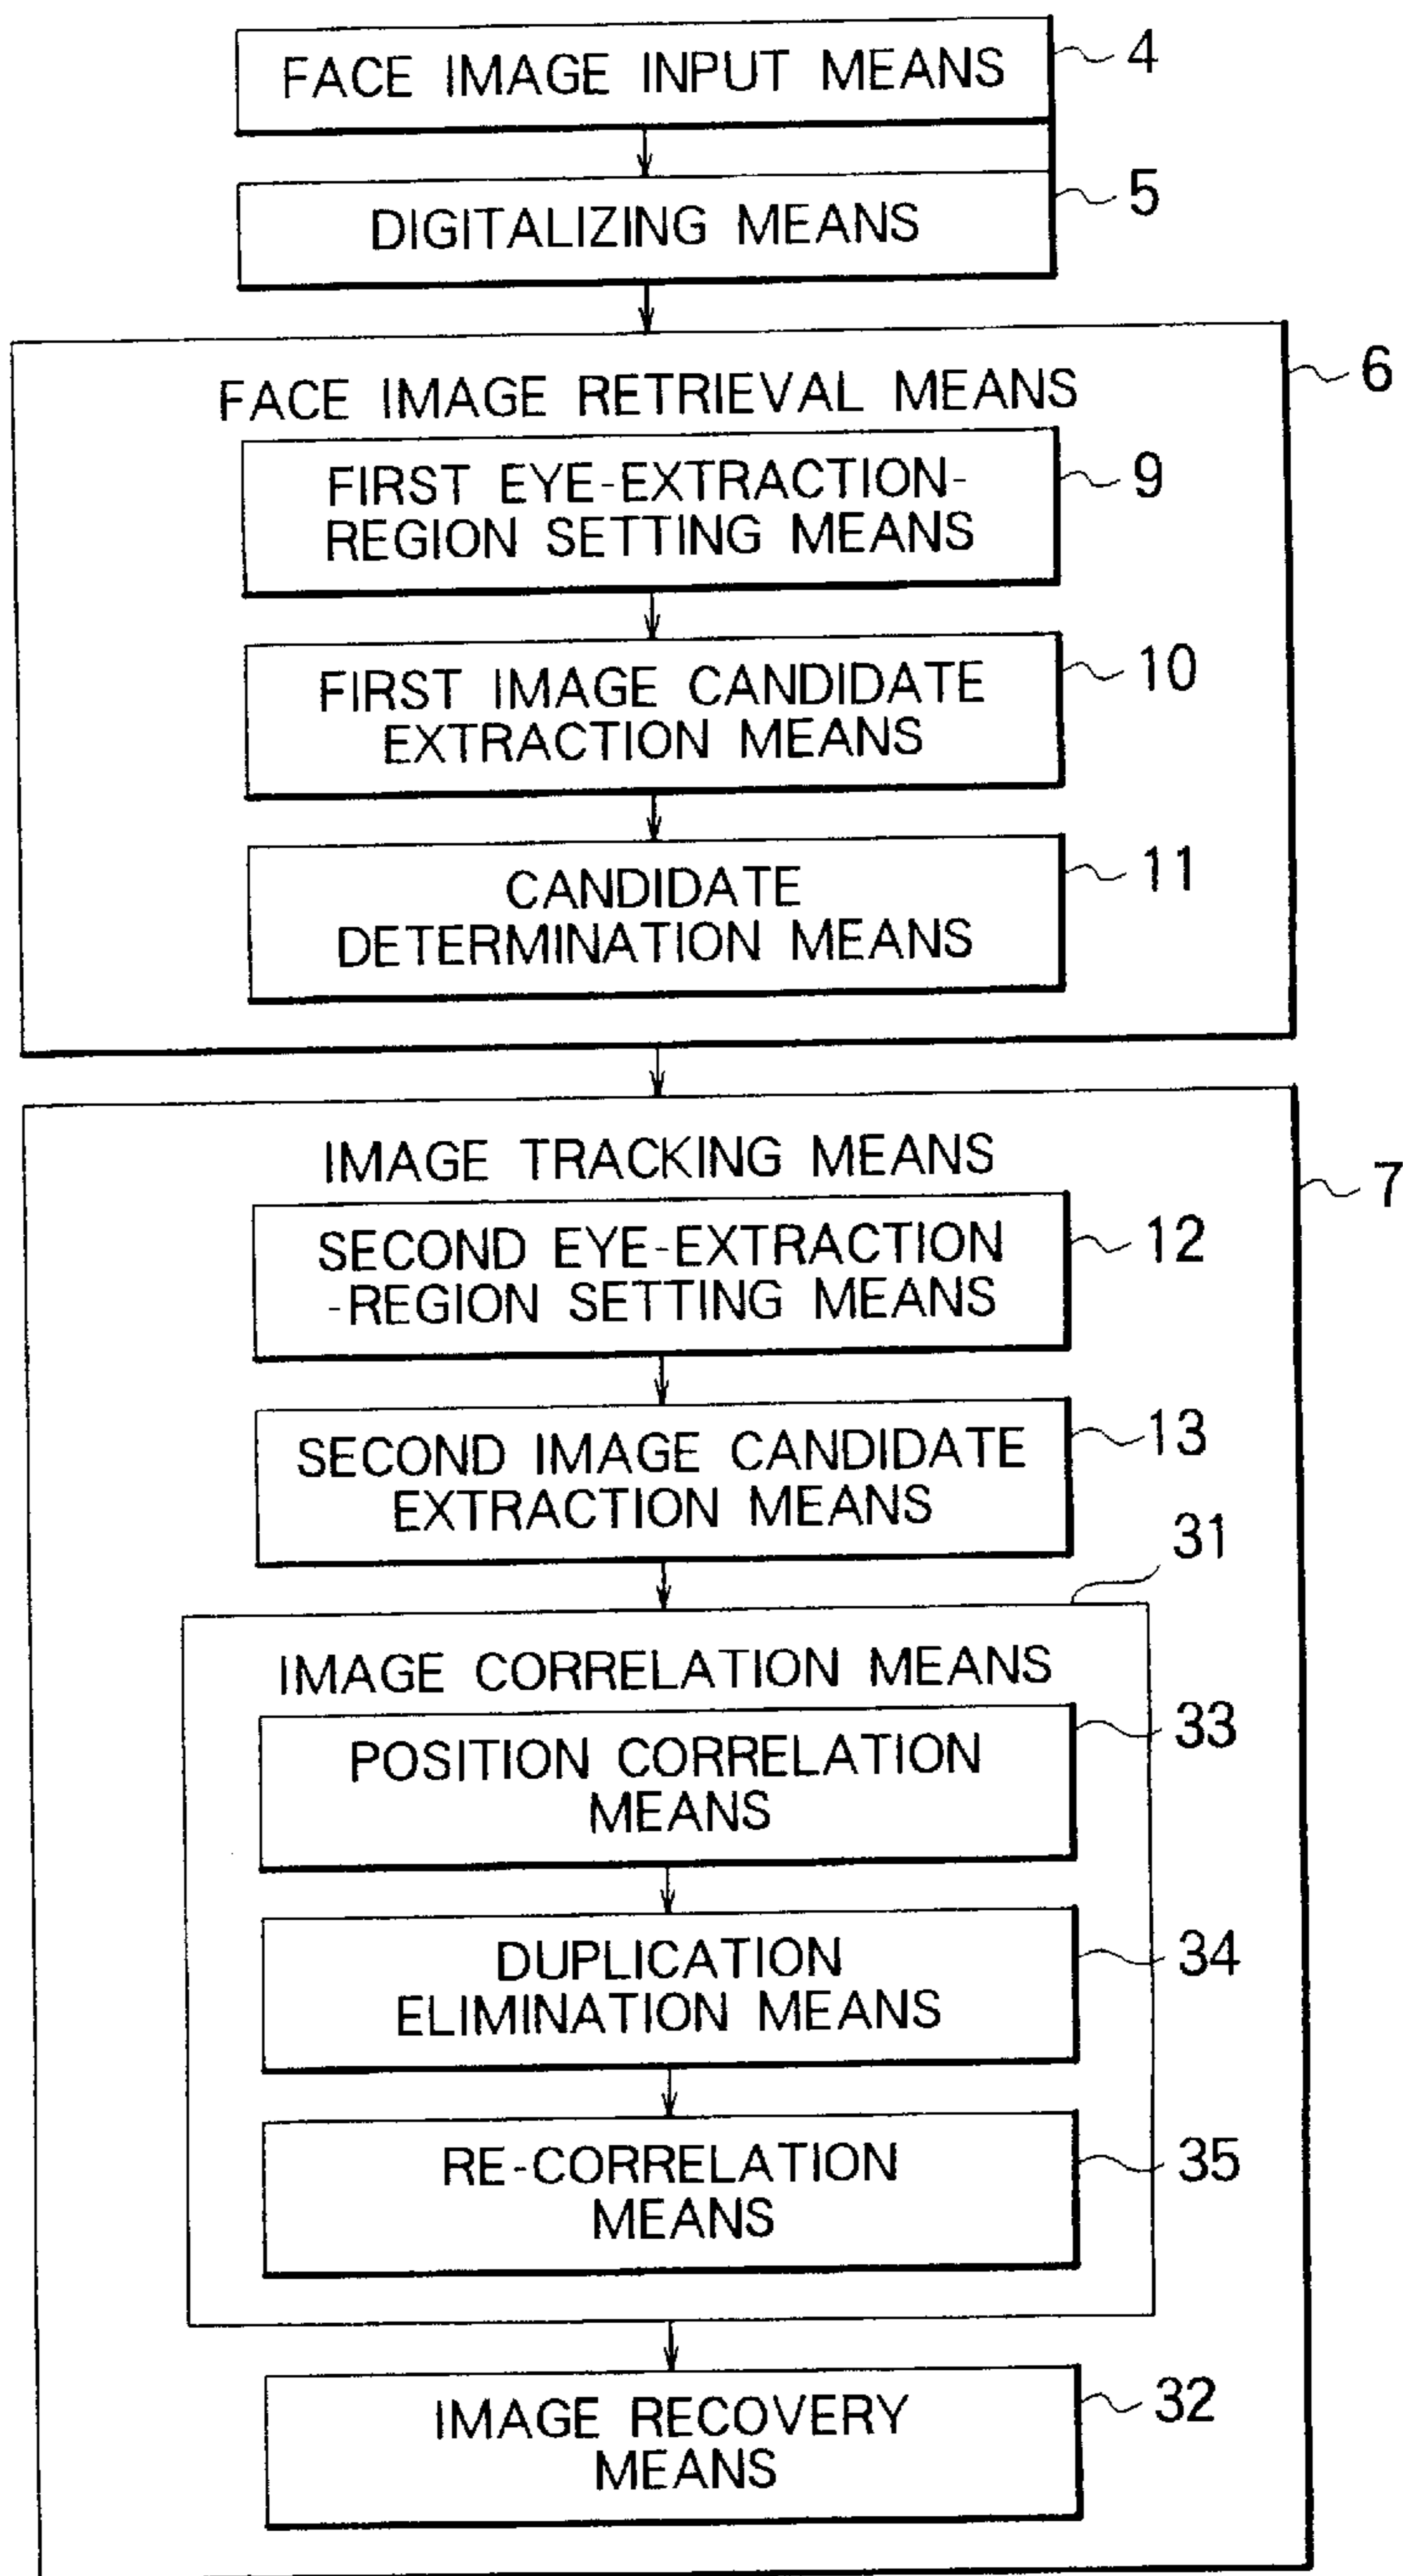 FACE IMAGE INPUT MEANS
4
DIGITALIZING MEANS
5
6
FACE IMAGE RETRIEVAL MEANS
FIRST EYE-EXTRACTION-
REGION SETTING MEANS
9
FIRST IMAGE CANDIDATE
EXTRACTION MEANS
10
CANDIDATE
DETERMINATION MEANS
11
IMAGE TRACKING MEANS
7
SECOND EYE-EXTRACTION
-REGION SETTING MEANS
12
SECOND IMAGE CANDIDATE
EXTRACTION MEANS
13
31
IMAGE CORRELATION MEANS
POSITION CORRELATION
MEANS
33
DUPLICATION
ELIMINATION MEANS
34
RE-CORRELATION
MEANS
35
IMAGE RECOVERY
MEANS
32